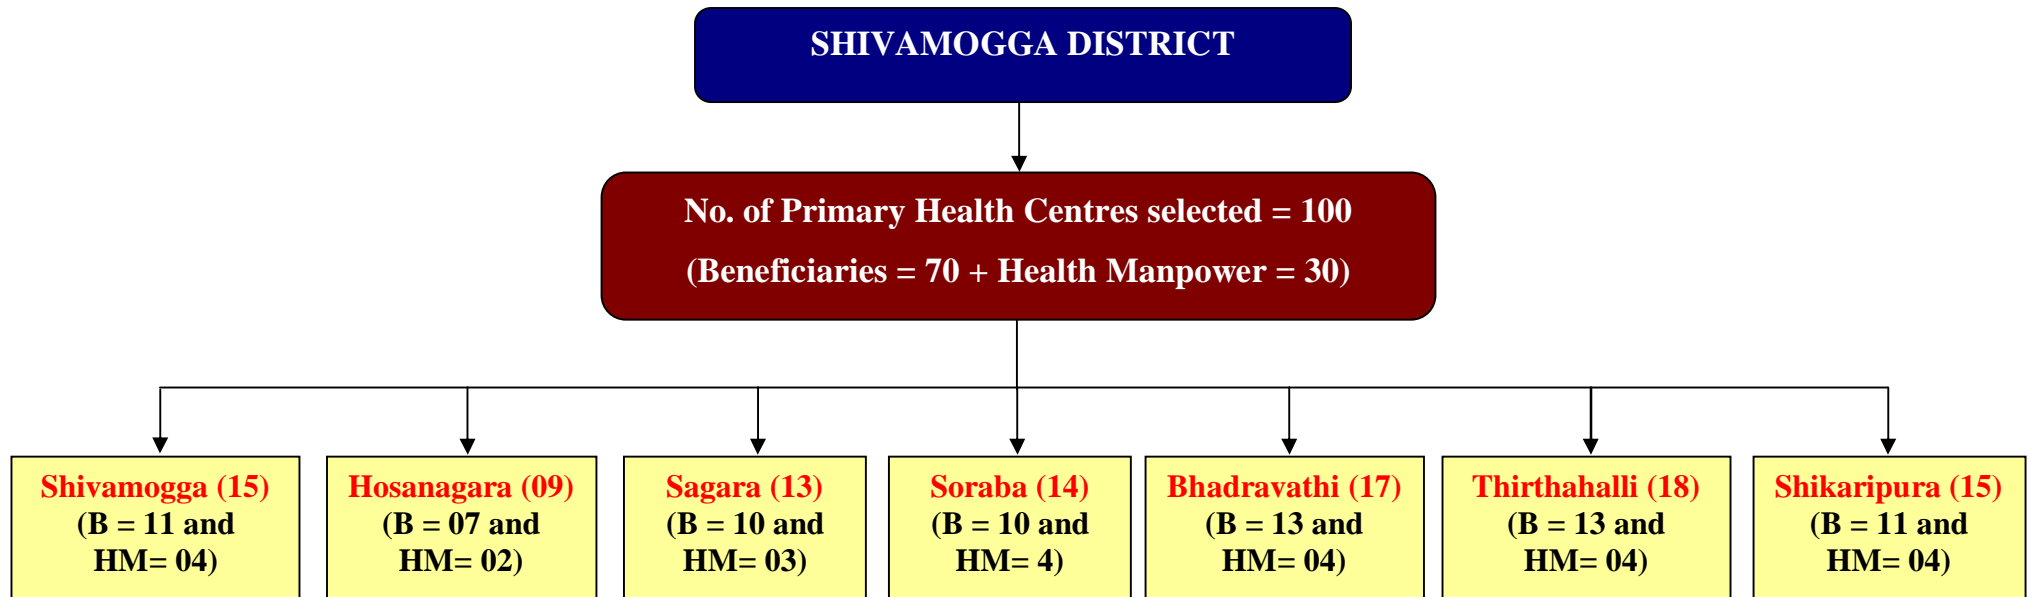 SHIVAMOGGA DISTRICT
No. of Primary Health Centres selected = 100
(Beneficiaries = 70 + Health Manpower = 30)
Shivamogga (15)
(B = 11 and
HM= 04)
Hosanagara (09)
(B = 07 and
HM= 02)
Sagara (13)
(B = 10 and
HM= 03)
Soraba (14)
(B = 10 and
HM= 4)
Bhadravathi (17)
(B = 13 and
HM= 04)
Thirthahalli (18)
(B = 13 and
HM= 04)
Shikaripura (15)
(B = 11 and
HM= 04)